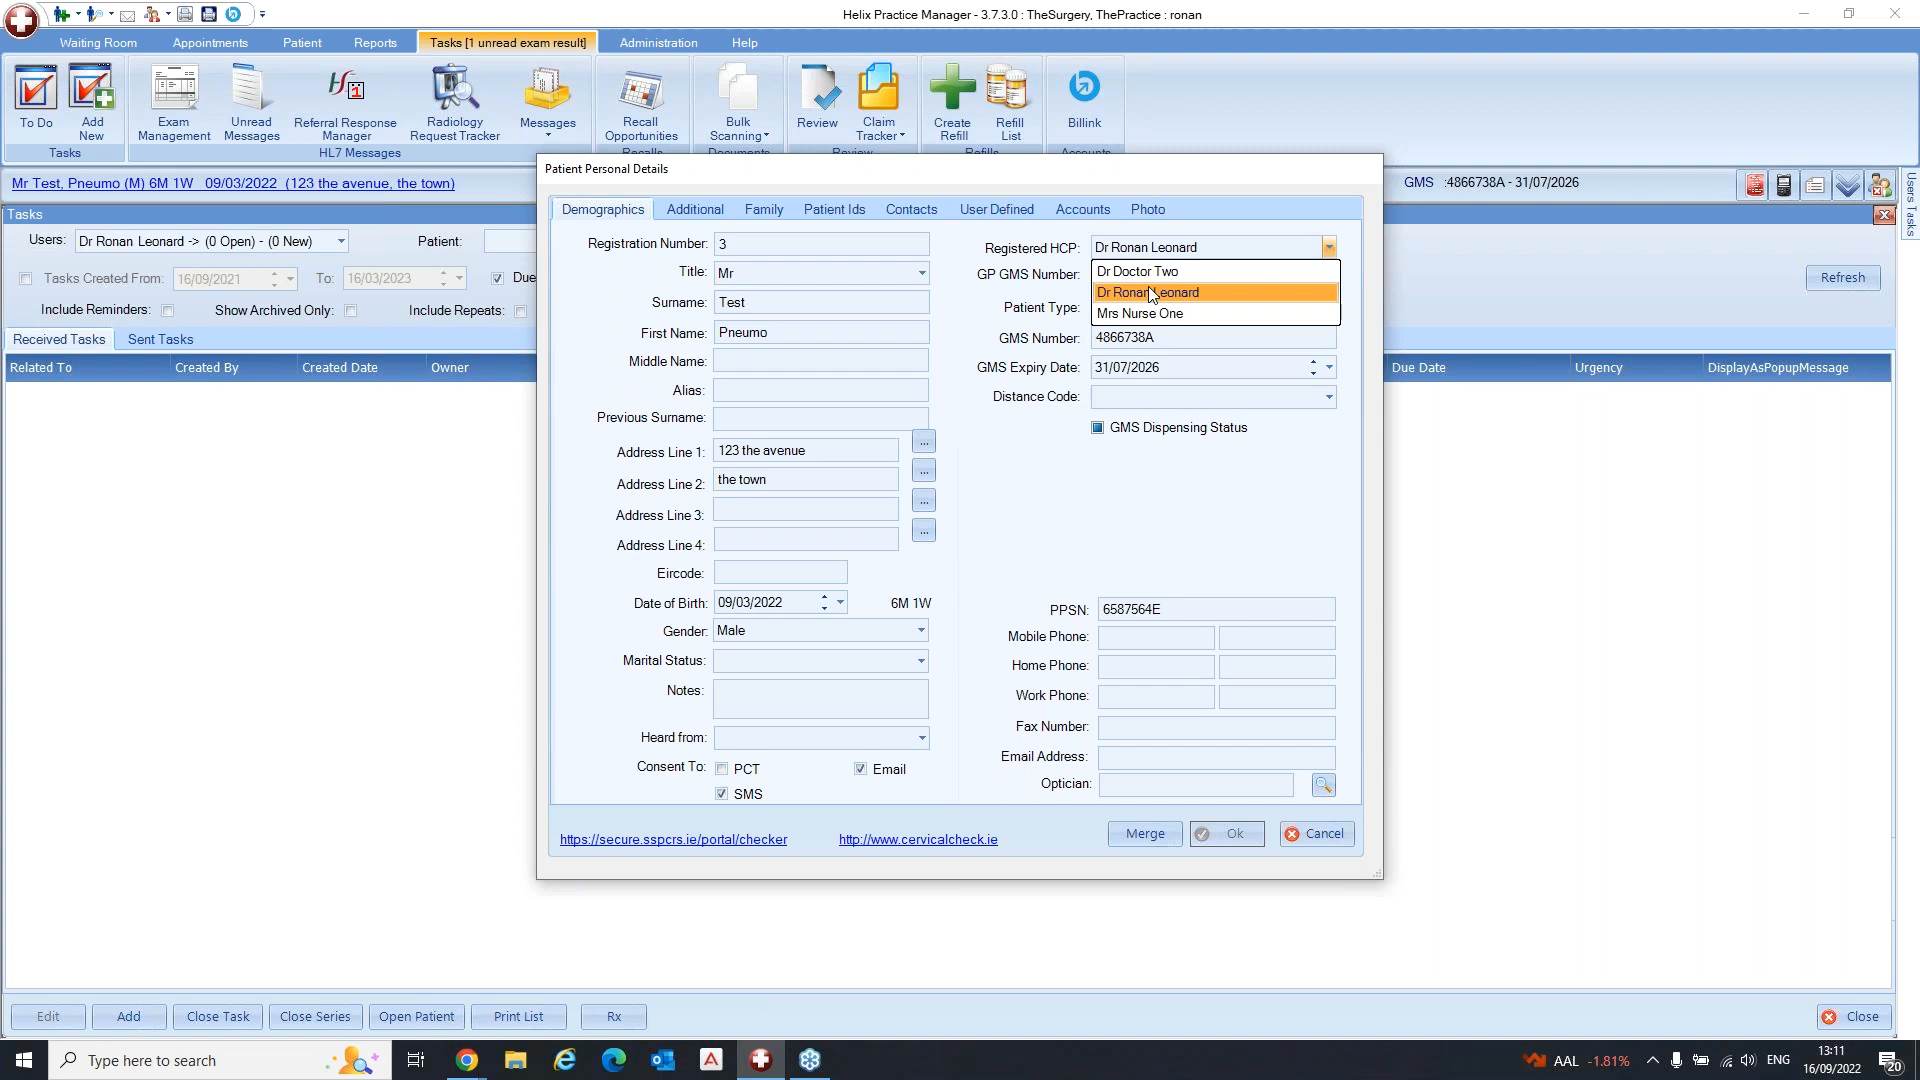 Helix Practice Manager - 3.7.3.0 : TheSurgery, ThePractice : ronan
Waiting Room Appointments Patient Reports Tasks [1 unread exam result] Administration Help
To Do
Add New
Exam Management
Unread Messages
Referral Response Manager
Radiology Request Tracker
Messages
Recall Opportunities
Bulk Scanning
Review
Claim Tracker
Create Refill
Refill List
Billink
Tasks
HL7 Messages
Recalls
Documents
Review
Refills
Accounts
Mr Test, Pneumo (M) 6M 1W 09/03/2022 (123 the avenue, the town)
GMS :4866738A - 31/07/2026
Users Tasks
Tasks
Users: Dr Ronan Leonard -> (0 Open) - (0 New)
Patient:
Tasks Created From: 16/09/2021 To: 16/03/2023 Due
Refresh
Include Reminders: Show Archived Only: Include Repeats:
Received Tasks Sent Tasks
Related To Created By Created Date Owner Due Date Urgency DisplayAsPopupMessage
Patient Personal Details
Demographics Additional Family Patient Ids Contacts User Defined Accounts Photo
Registration Number: 3
Title: Mr
Surname: Test
First Name: Pneumo
Middle Name:
Alias:
Previous Surname:
Address Line 1: 123 the avenue ...
Address Line 2: the town ...
Address Line 3: ...
Address Line 4: ...
Eircode:
Date of Birth: 09/03/2022 6M 1W
Gender: Male
Marital Status:
Notes:
Heard from:
Consent To: PCT Email
SMS
Registered HCP: Dr Ronan Leonard
GP GMS Number:
Dr Doctor Two
Dr Ronan Leonard
Mrs Nurse One
Patient Type:
GMS Number: 4866738A
GMS Expiry Date: 31/07/2026
Distance Code:
GMS Dispensing Status
PPSN: 6587564E
Mobile Phone:
Home Phone:
Work Phone:
Fax Number:
Email Address:
Optician:
https://secure.sspcrs.ie/portal/checker http://www.cervicalcheck.ie
Merge Ok Cancel
Edit Add Close Task Close Series Open Patient Print List Rx Close
Type here to search
AAL -1.81%
ENG
13:11
16/09/2022
20